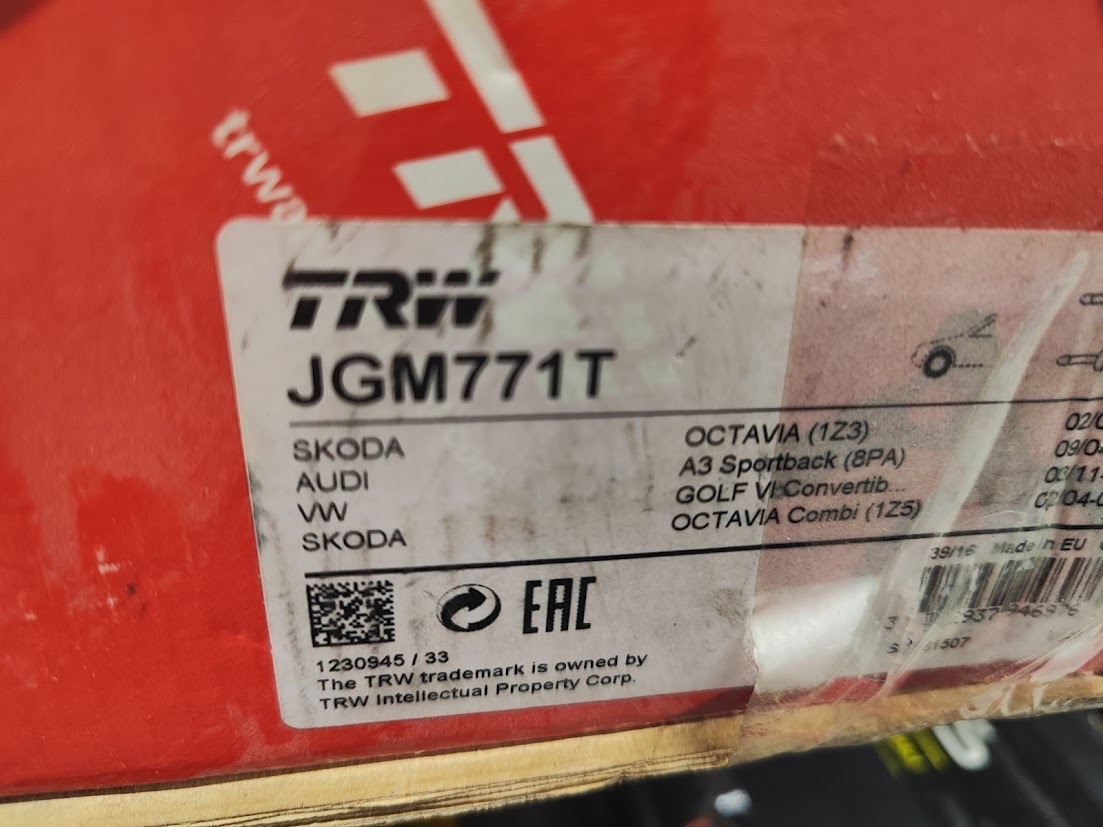 TRW
JGM771T
SKODA OCTAVIA (1Z3)
AUDI A3 Sportback (8PA)
VW GOLF VI Convertib...
SKODA OCTAVIA Combi (1Z5)
39/16 Made in EU
EAC
1230945 / 33
The TRW trademark is owned by
TRW Intellectual Property Corp.